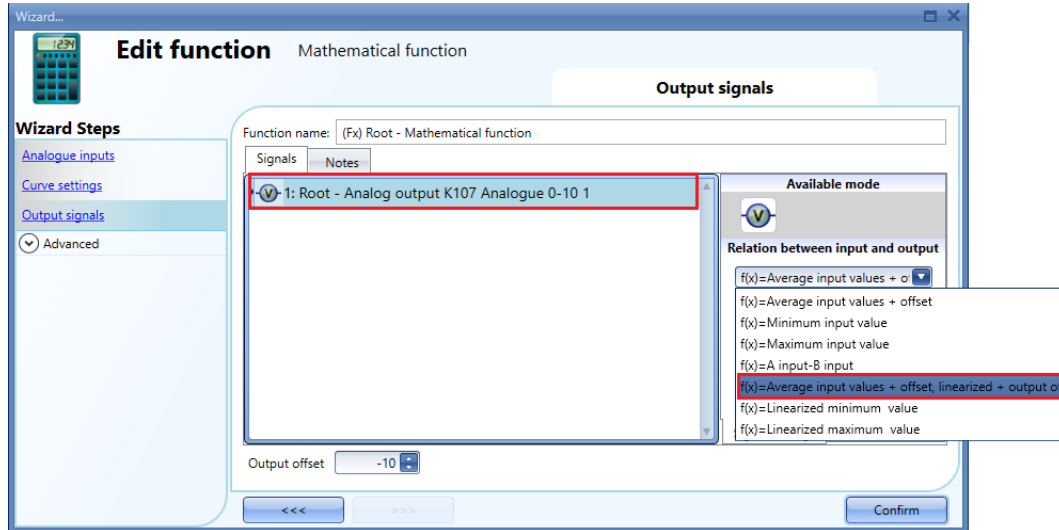 Wizard...
1234
Edit function
Mathematical function
Output signals
Wizard Steps
Analogue inputs
Curve settings
Output signals
Advanced
Function name:
(Fx) Root - Mathematical function
Signals
Notes
V
1: Root - Analog output K107 Analogue 0-10 1
Available mode
V
Relation between input and output
f(x)=Average input values + o
f(x)=Average input values + offset
f(x)=Minimum input value
f(x)=Maximum input value
f(x)=A input-B input
f(x)=Average input values + offset, linearized + output o
f(x)=Linearized minimum value
f(x)=Linearized maximum value
Output offset
-10
<<<
>>>
Confirm